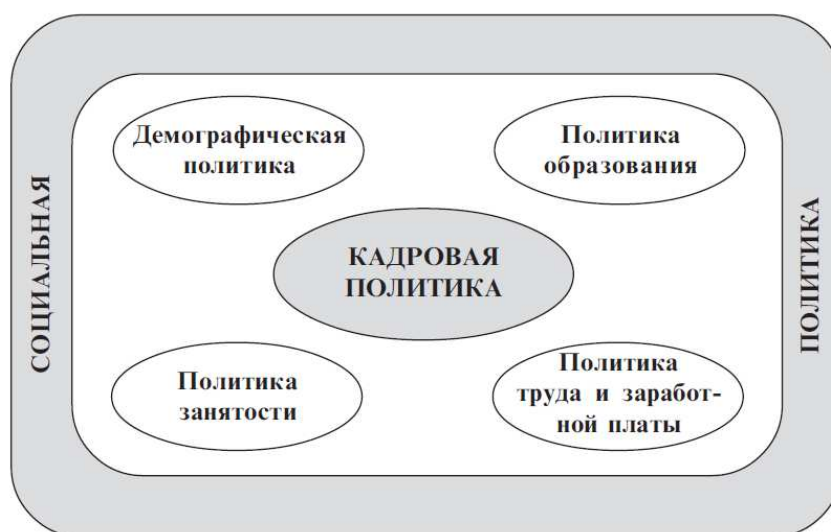 Демографическая
политика
Политика
образования
СОЦИАЛЬНАЯ
КАДРОВАЯ
ПОЛИТИКА
ПОЛИТИКА
Политика
занятости
Политика
труда и заработ-
ной платы